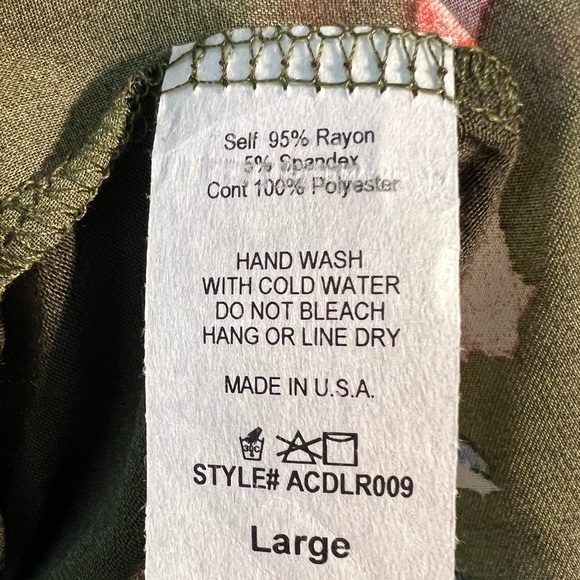 Self 95% Rayon
5% Spandex
Cont 100% Polyester
HAND WASH
WITH COLD WATER
DO NOT BLEACH
HANG OR LINE DRY
MADE IN U.S.A.
30C
STYLE# ACDLR009
Large